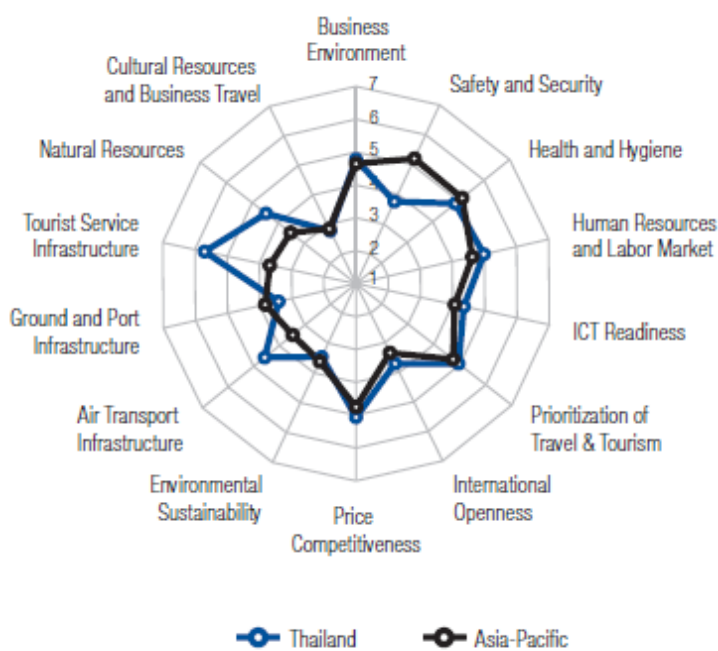 Business
Environment
Safety and Security
Health and Hygiene
Human Resources
and Labor Market
ICT Readiness
Prioritization of
Travel & Tourism
International
Openness
Price
Competitiveness
Environmental
Sustainability
Air Transport
Infrastructure
Ground and Port
Infrastructure
Tourist Service
Infrastructure
Natural Resources
Cultural Resources
and Business Travel
7
6
5
4
3
2
1
Thailand
Asia-Pacific